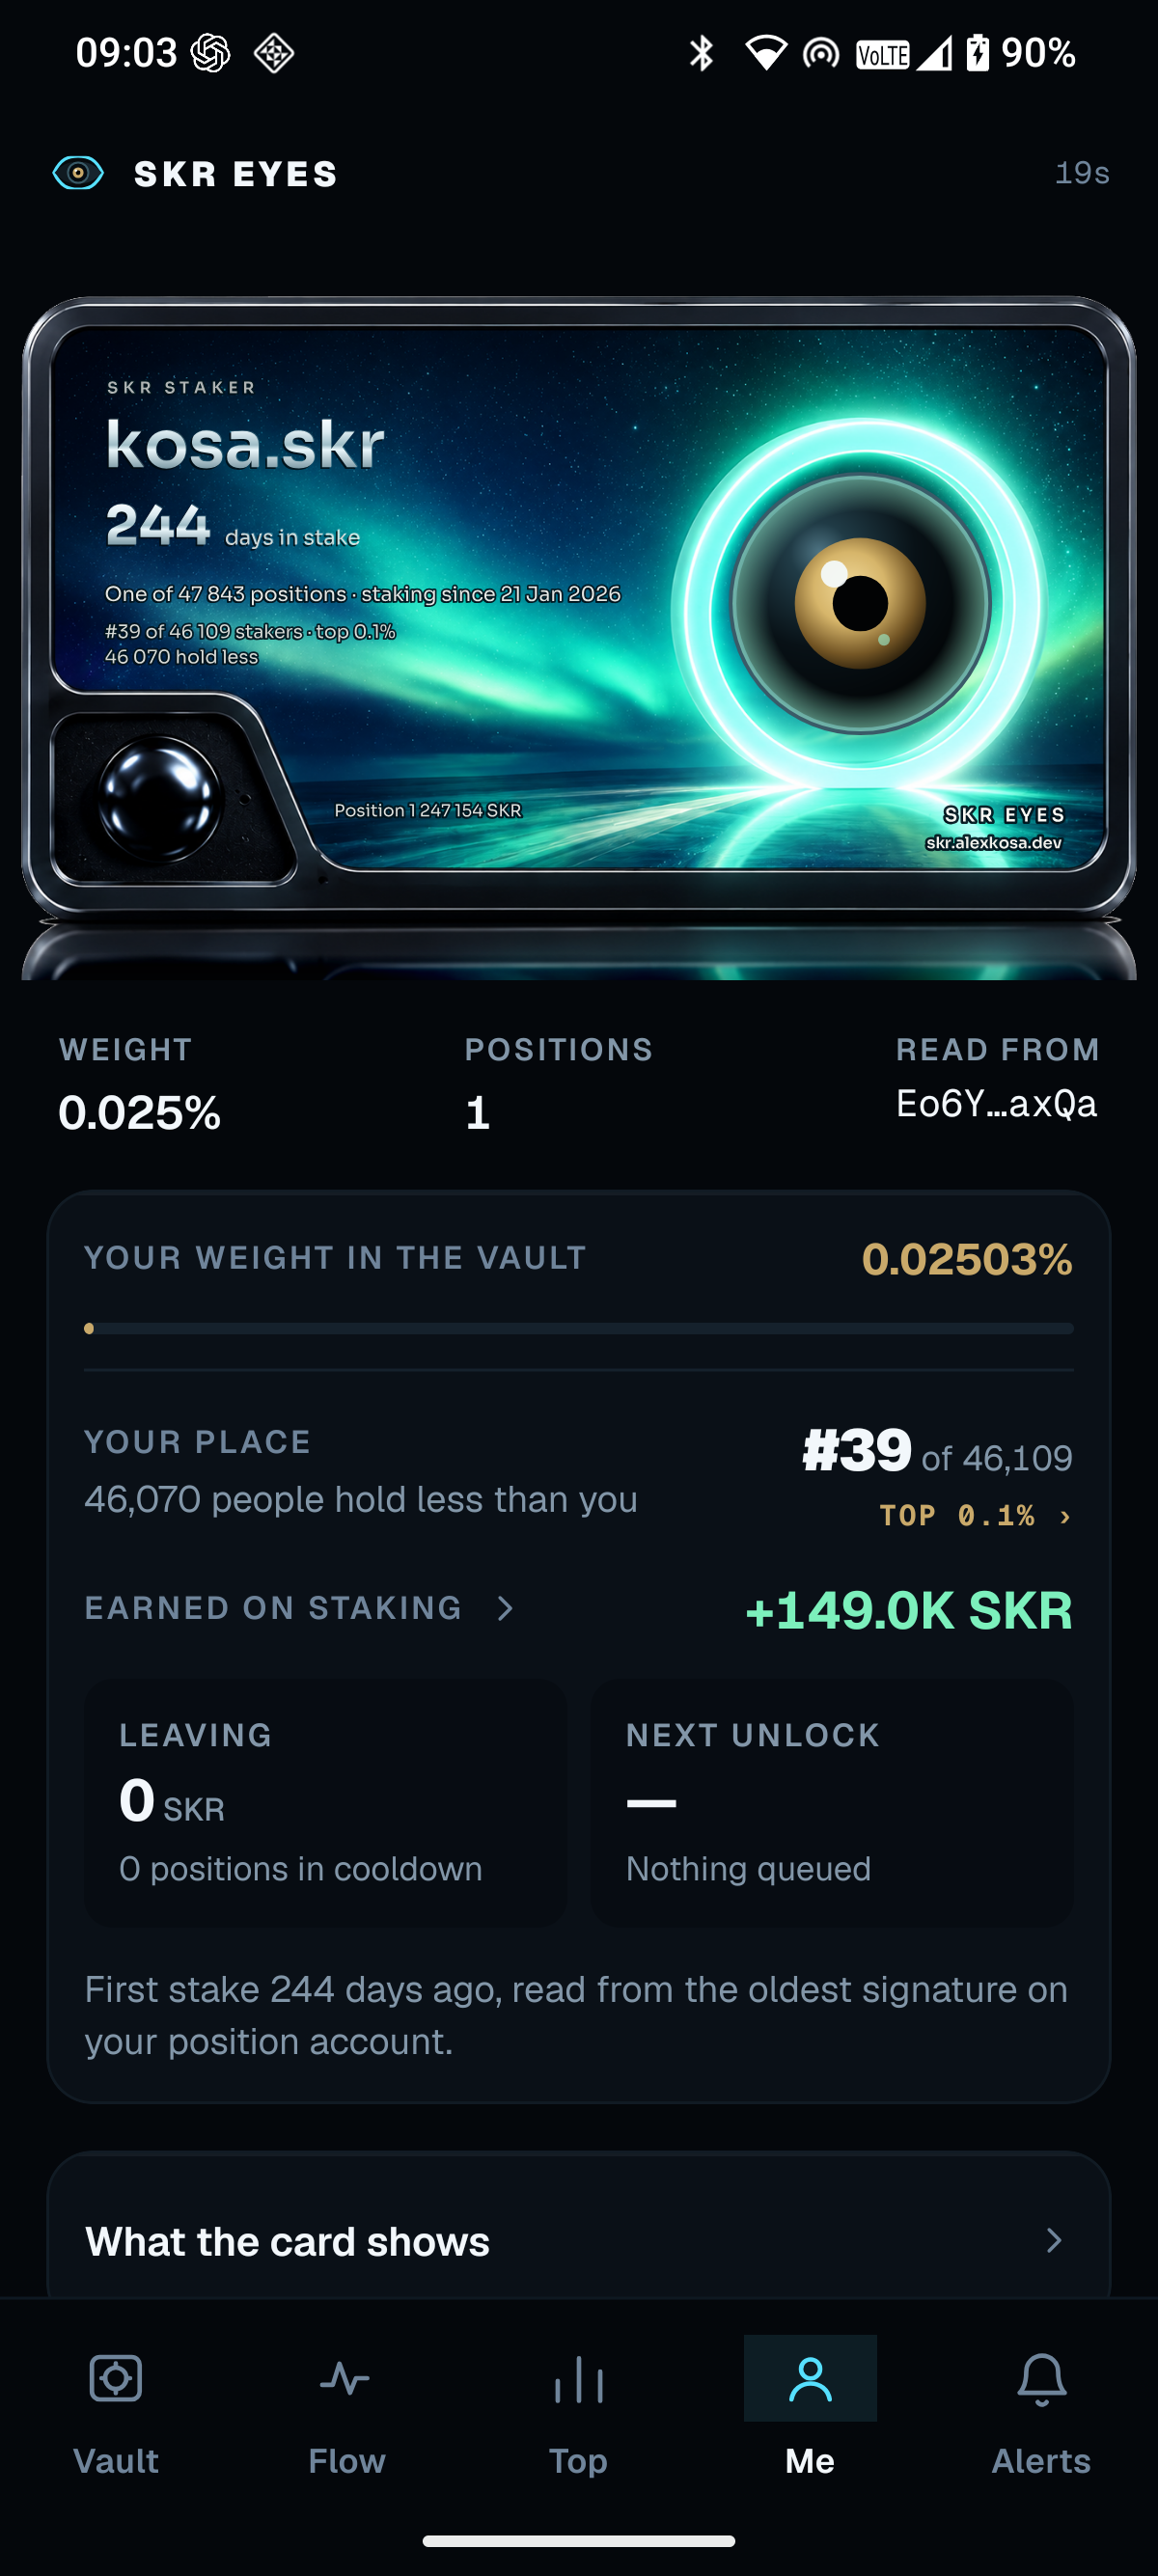 09:03
VoLTE
90%
SKR EYES
19s
SKR STAKER
kosa.skr
244 days in stake
One of 47 843 positions · staking since 21 Jan 2026
#39 of 46 109 stakers · top 0.1%
46 070 hold less
Position 1 247 154 SKR
SKR EYES
skr.alexkosa.dev
WEIGHT
0.025%
POSITIONS
1
READ FROM
Eo6Y…axQa
YOUR WEIGHT IN THE VAULT
0.02503%
YOUR PLACE
46,070 people hold less than you
#39 of 46,109
TOP 0.1% ›
EARNED ON STAKING
+149.0K SKR
LEAVING
0 SKR
0 positions in cooldown
NEXT UNLOCK
—
Nothing queued
First stake 244 days ago, read from the oldest signature on
your position account.
What the card shows
Vault
Flow
Top
Me
Alerts